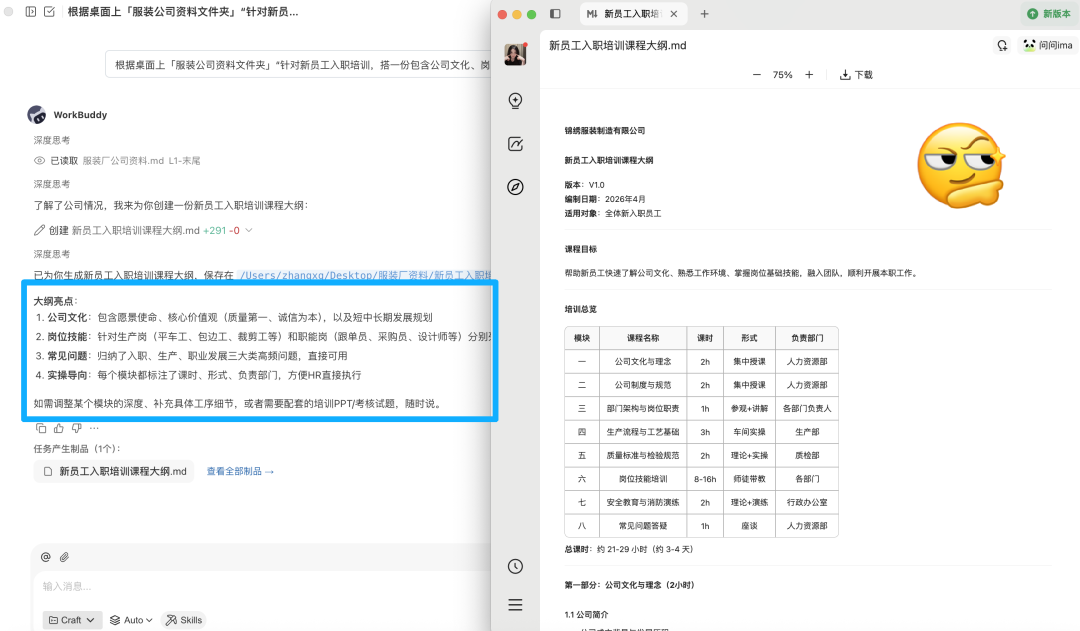 根据桌面上「服装公司资料文件夹」“针对新员...
根据桌面上「服装公司资料文件夹」“针对新员工入职培训，搭一份包含公司文化、岗
WorkBuddy
深度思考
已读取 服装厂公司资料.md L1-末尾
深度思考
了解了公司情况，我来为你创建一份新员工入职培训课程大纲：
创建 新员工入职培训课程大纲.md +291 -0
深度思考
已为你生成新员工入职培训课程大纲，保存在 /Users/zhangxq/Desktop/服装厂资料/新员工入职培
大纲亮点：
1. 公司文化：包含愿景使命、核心价值观（质量第一、诚信为本），以及短中长期发展规划
2. 岗位技能：针对生产岗（平车工、包边工、裁剪工等）和职能岗（跟单员、采购员、设计师等）分别
3. 常见问题：归纳了入职、生产、职业发展三大类高频问题，直接可用
4. 实操导向：每个模块都标注了课时、形式、负责部门，方便HR直接执行
如需调整某个模块的深度、补充具体工序细节，或者需要配套的培训PPT/考核试题，随时说。
任务产生制品（1个）：
新员工入职培训课程大纲.md 查看全部制品 →
输入消息...
Craft Auto Skills
M↓ 新员工入职培
新版本
新员工入职培训课程大纲.md
问问ima
75%
下载
锦绣服装制造有限公司
新员工入职培训课程大纲
版本：V1.0
编制日期：2026年4月
适用对象：全体新入职员工
课程目标
帮助新员工快速了解公司文化、熟悉工作环境、掌握岗位基础技能，融入团队，顺利开展本职工作。
培训总览
模块 课程名称 课时 形式 负责部门
一 公司文化与理念 2h 集中授课 人力资源部
二 公司制度与规范 2h 集中授课 人力资源部
三 部门架构与岗位职责 1h 参观+讲解 各部门负责人
四 生产流程与工艺基础 3h 车间实操 生产部
五 质量标准与检验规范 2h 理论+实操 质检部
六 岗位技能培训 8-16h 师徒带教 各部门
七 安全教育与消防演练 2h 理论+演练 行政办公室
八 常见问题答疑 1h 座谈 人力资源部
总课时：约 21-29 小时（约 3-4 天）
第一部分：公司文化与理念（2小时）
1.1 公司简介